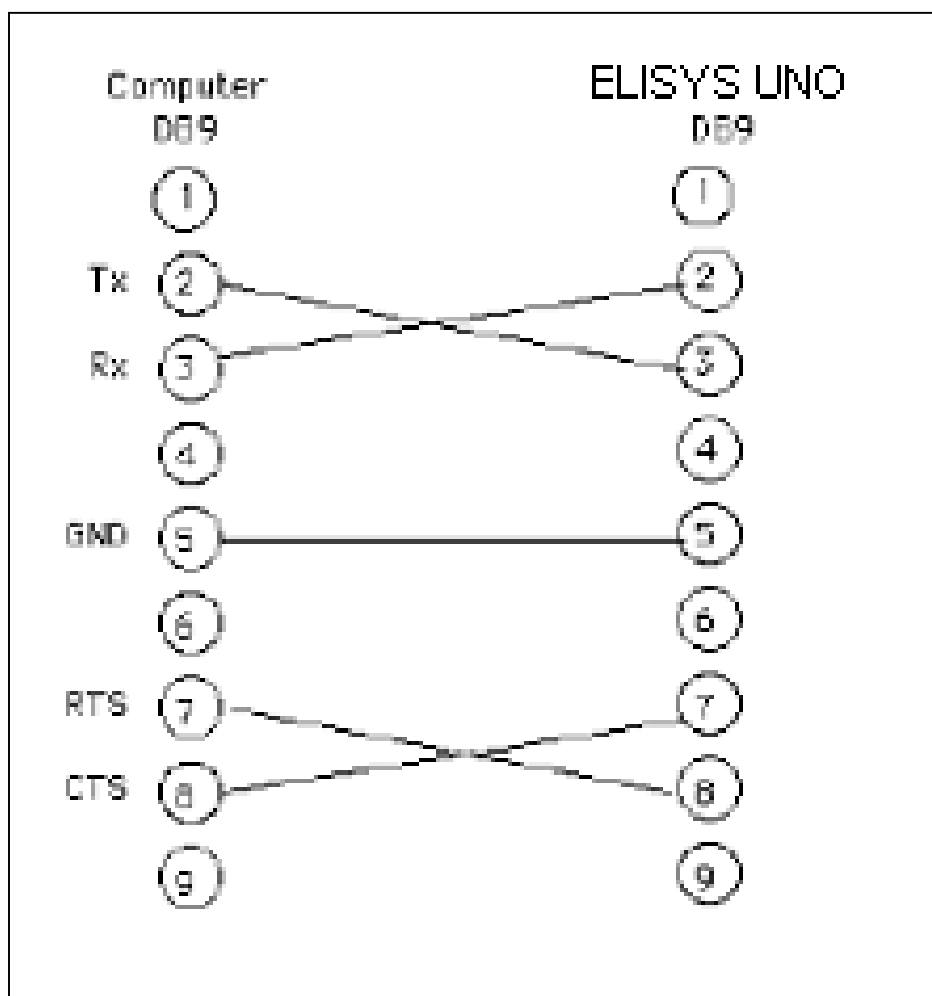 Computer ELISYS UNO
DB9 DB9
1 1
Tx 2 2
Rx 3 3
4 4
GND 5 5
6 6
RTS 7 7
CTS 8 8
9 9